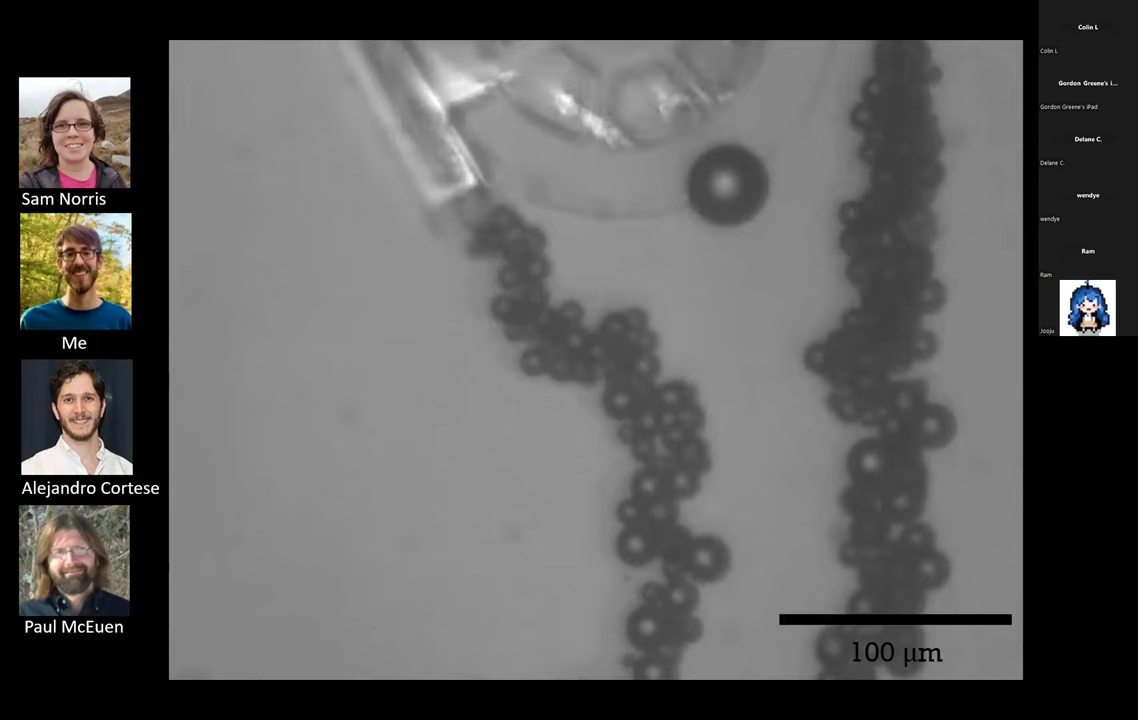 Sam Norris
Me
Alejandro Cortese
Paul McEuen
100 μm
Colin L
Colin L
Gordon Greene's i...
Gordon Greene's iPad
Delane C.
Delane C.
wendye
wendye
Ram
Ram
Jooju